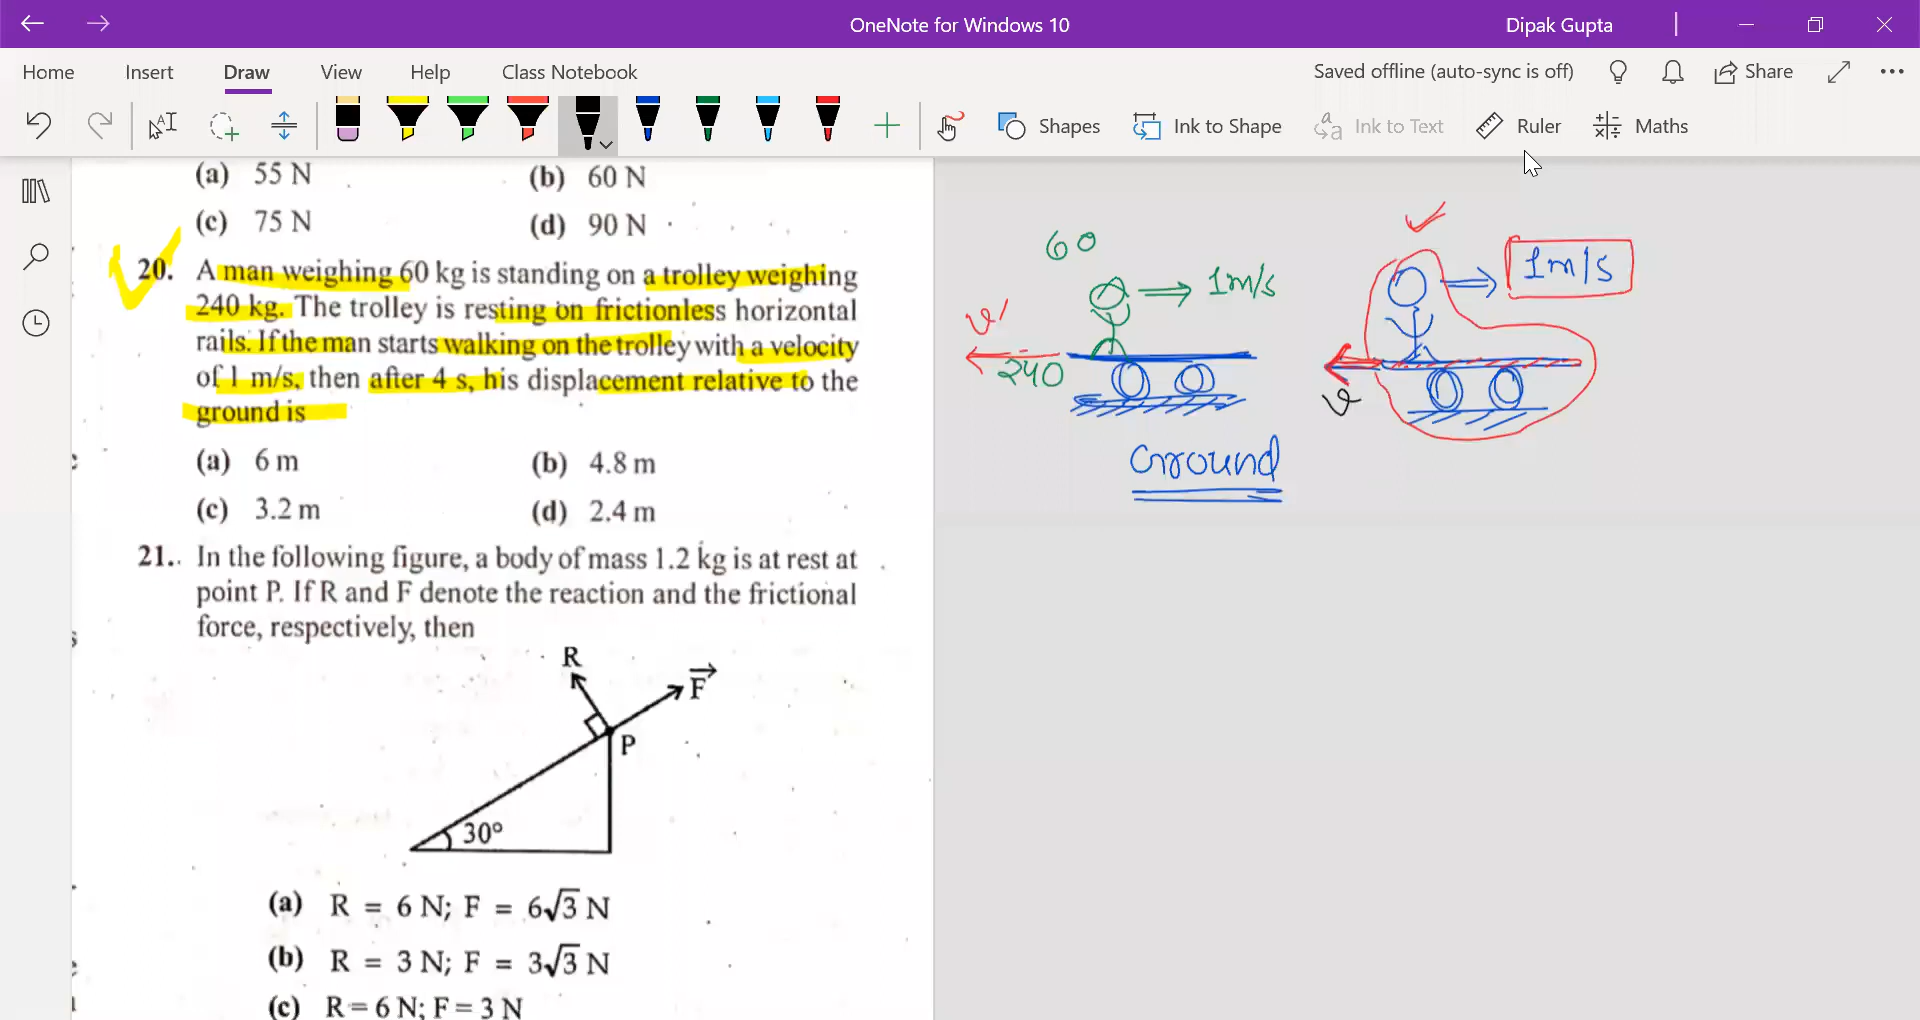 OneNote for Windows 10
Dipak Gupta
Home Insert Draw View Help Class Notebook
Saved offline (auto-sync is off) Share
Shapes Ink to Shape Ink to Text Ruler Maths
(a) 55 N (b) 60 N
(c) 75 N (d) 90 N
20. A man weighing 60 kg is standing on a trolley weighing
240 kg. The trolley is resting on frictionless horizontal
rails. If the man starts walking on the trolley with a velocity
of 1 m/s, then after 4 s, his displacement relative to the
ground is
(a) 6 m (b) 4.8 m
(c) 3.2 m (d) 2.4 m
21. In the following figure, a body of mass 1.2 kg is at rest at
point P. If R and F denote the reaction and the frictional
force, respectively, then
R
F
P
30°
(a) R = 6 N; F = 6√3 N
(b) R = 3 N; F = 3√3 N
(c) R = 6 N; F = 3 N
60
1m/s
v
240
Ground
1m/s
v